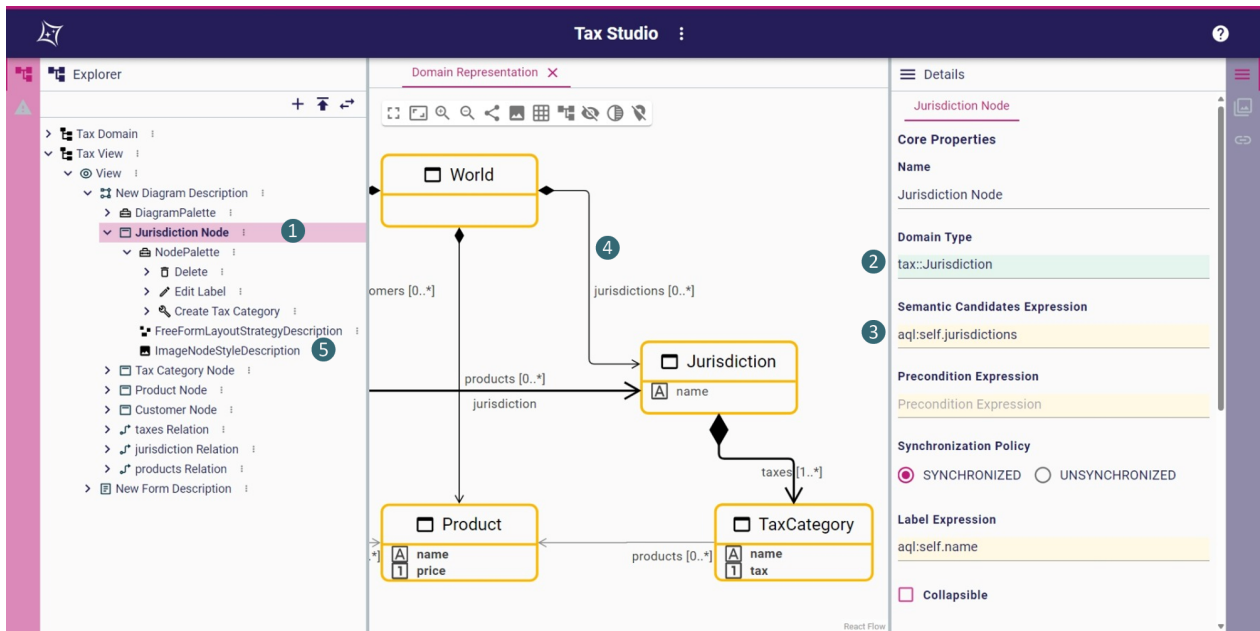 Tax Studio
?
Explorer
Tax Domain
Tax View
View
New Diagram Description
DiagramPalette
Jurisdiction Node
1
NodePalette
Delete
Edit Label
Create Tax Category
FreeFormLayoutStrategyDescription
ImageNodeStyleDescription
5
Tax Category Node
Product Node
Customer Node
taxes Relation
jurisdiction Relation
products Relation
New Form Description
Domain Representation
World
4
omers [0..*]
jurisdictions [0..*]
Jurisdiction
A name
products [0..*]
jurisdiction
taxes[1..*]
Product
A name
1 price
.*]
products [0..*]
TaxCategory
A name
1 tax
React Flow
Details
Jurisdiction Node
Core Properties
Name
Jurisdiction Node
Domain Type
2
tax::Jurisdiction
Semantic Candidates Expression
3
aql:self.jurisdictions
Precondition Expression
Precondition Expression
Synchronization Policy
SYNCHRONIZED UNSYNCHRONIZED
Label Expression
aql:self.name
Collapsible